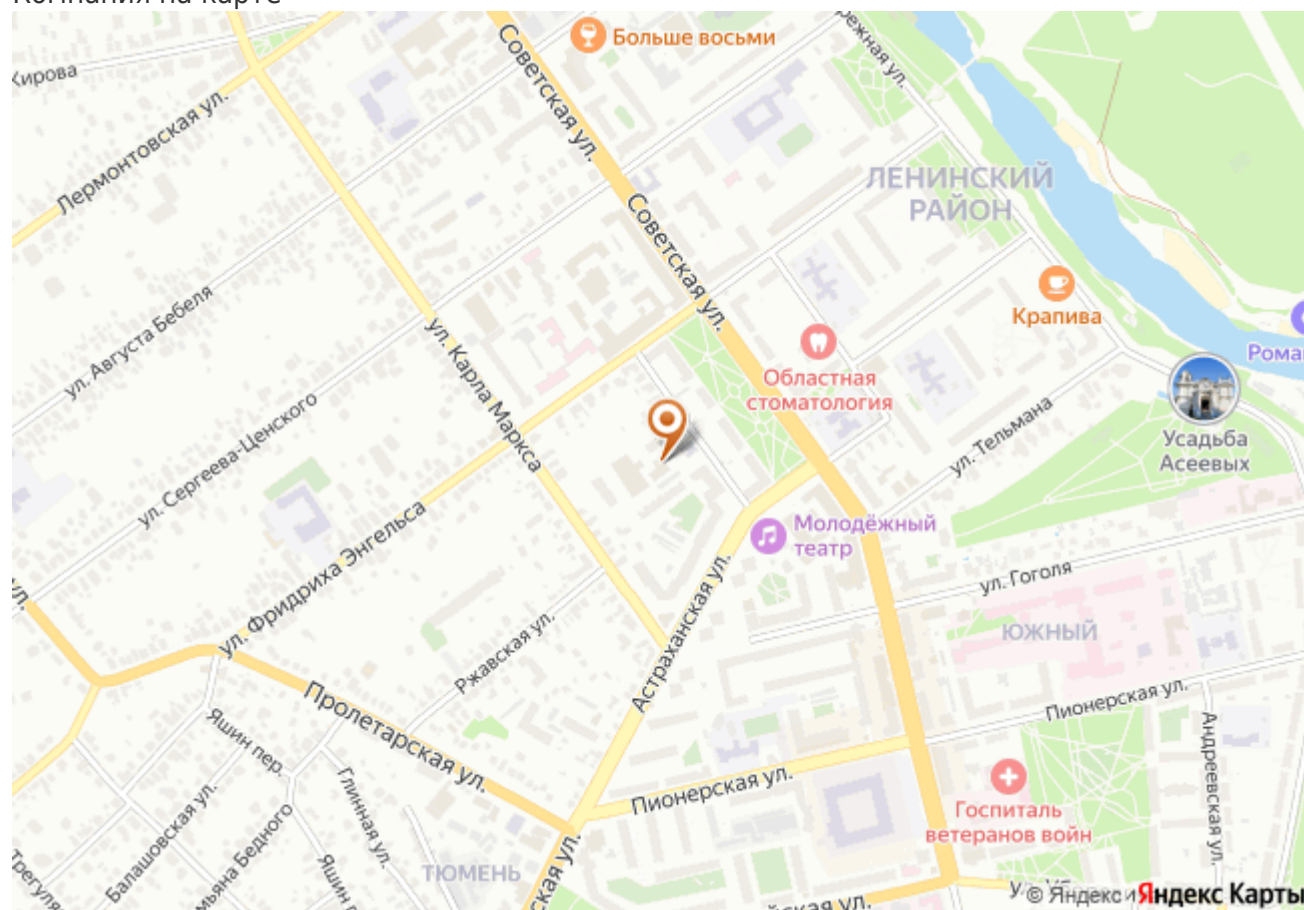 Компания на карте
Больше восьми
Кирова
Советская ул.
Лермонтовская ул.
ЛЕНИНСКИЙ
РАЙОН
Советская ул.
Крапива
ул. Августа Бебеля
ул. Карла Маркса
Областная
стоматология
ул. Сергеева-Ценского
ул. Тельмана
Усадьба
Асеевых
Молодёжный
театр
ул. Фридриха Энгельса
ул. Гоголя
ЮЖНЫЙ
Ржавская ул.
Астраханская ул.
Пионерская ул.
Пролетарская ул.
Яшин пер.
Глинная ул.
Андреевская ул.
Пионерская ул.
Госпиталь
ветеранов войн
Балашовская ул.
ТЮМЕНЬ
© Яндекс
Яндекс Карты